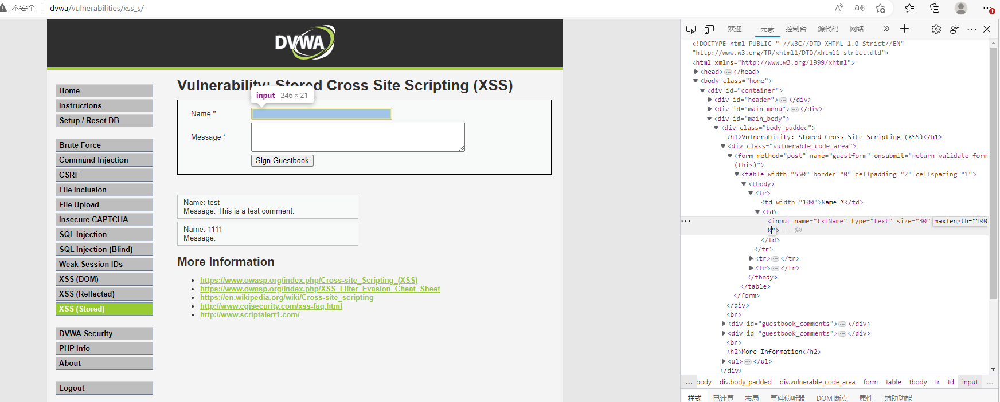 不安全
dvwa/vulnerabilities/xss_s/
aあ
DVWA
Home
Instructions
Setup / Reset DB
Brute Force
Command Injection
CSRF
File Inclusion
File Upload
Insecure CAPTCHA
SQL Injection
SQL Injection (Blind)
Weak Session IDs
XSS (DOM)
XSS (Reflected)
XSS (Stored)
DVWA Security
PHP Info
About
Logout
Vulnerability: Stored Cross Site Scripting (XSS)
input 246 × 21
Name *
Message *
Sign Guestbook
Name: test
Message: This is a test comment.
Name: 1111
Message:
More Information
https://www.owasp.org/index.php/Cross-site_Scripting_(XSS)
https://www.owasp.org/index.php/XSS_Filter_Evasion_Cheat_Sheet
https://en.wikipedia.org/wiki/Cross-site_scripting
http://www.cgisecurity.com/xss-faq.html
http://www.scriptalert1.com/
欢迎 元素 控制台 源代码 网络
<!DOCTYPE html PUBLIC "-//W3C//DTD XHTML 1.0 Strict//EN"
"http://www.w3.org/TR/xhtml1/DTD/xhtml1-strict.dtd">
<html xmlns="http://www.w3.org/1999/xhtml">
<head>…</head>
<body class="home">
<div id="container">
<div id="header">…</div>
<div id="main_menu">…</div>
<div id="main_body">
<div class="body_padded">
<h1>Vulnerability: Stored Cross Site Scripting (XSS)</h1>
<div class="vulnerable_code_area">
<form method="post" name="guestform" onsubmit="return validate_form
(this)">
<table width="550" border="0" cellpadding="2" cellspacing="1">
<tbody>
<tr>
<td width="100">Name *</td>
<td>
… <input name="txtName" type="text" size="30" maxlength="100
0"> == $0
</td>
</tr>
<tr>…</tr>
<tr>…</tr>
</tbody>
</table>
</form>
</div>
<br>
<div id="guestbook_comments">…</div>
<div id="guestbook_comments">…</div>
<br>
<h2>More Information</h2>
<ul>…</ul>
</div>
… body div.body_padded div.vulnerable_code_area form table tbody tr td input …
样式 已计算 布局 事件侦听器 DOM 断点 属性 辅助功能